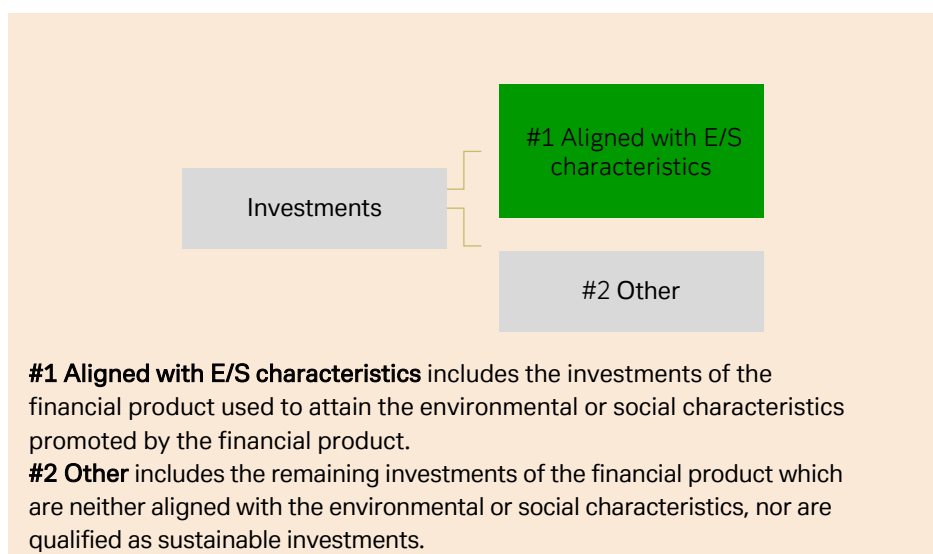 #1 Aligned with E/S
characteristics
Investments
#2 Other
#1 Aligned with E/S characteristics includes the investments of the
financial product used to attain the environmental or social characteristics
promoted by the financial product.
#2 Other includes the remaining investments of the financial product which
are neither aligned with the environmental or social characteristics, nor are
qualified as sustainable investments.